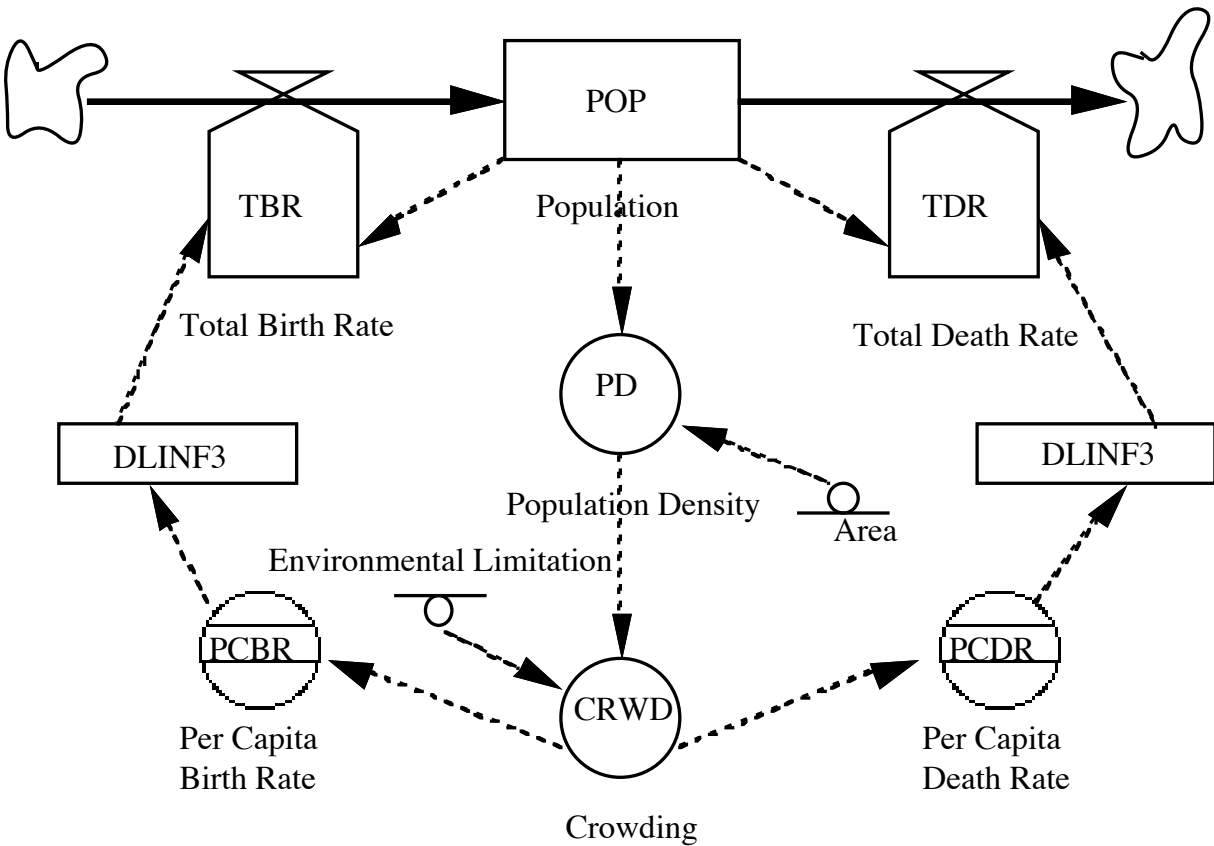 POP
TBR
Population
TDR
Total Birth Rate
Total Death Rate
PD
DLINF3
DLINF3
Population Density
Area
Environmental Limitation
PCBR
PCDR
CRWD
Per Capita
Birth Rate
Per Capita
Death Rate
Crowding